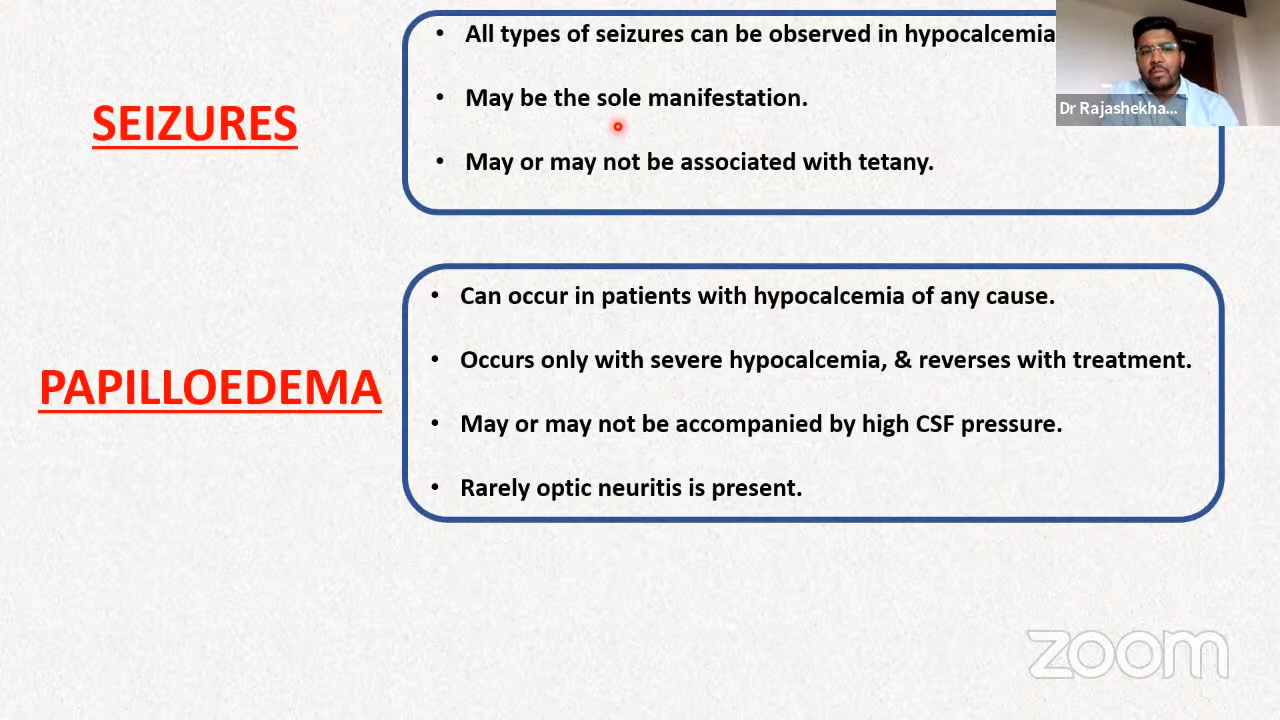 SEIZURES
• All types of seizures can be observed in hypocalcemia
• May be the sole manifestation.
• May or may not be associated with tetany.
Dr Rajashekha...
PAPILLOEDEMA
• Can occur in patients with hypocalcemia of any cause.
• Occurs only with severe hypocalcemia, & reverses with treatment.
• May or may not be accompanied by high CSF pressure.
• Rarely optic neuritis is present.
zoom